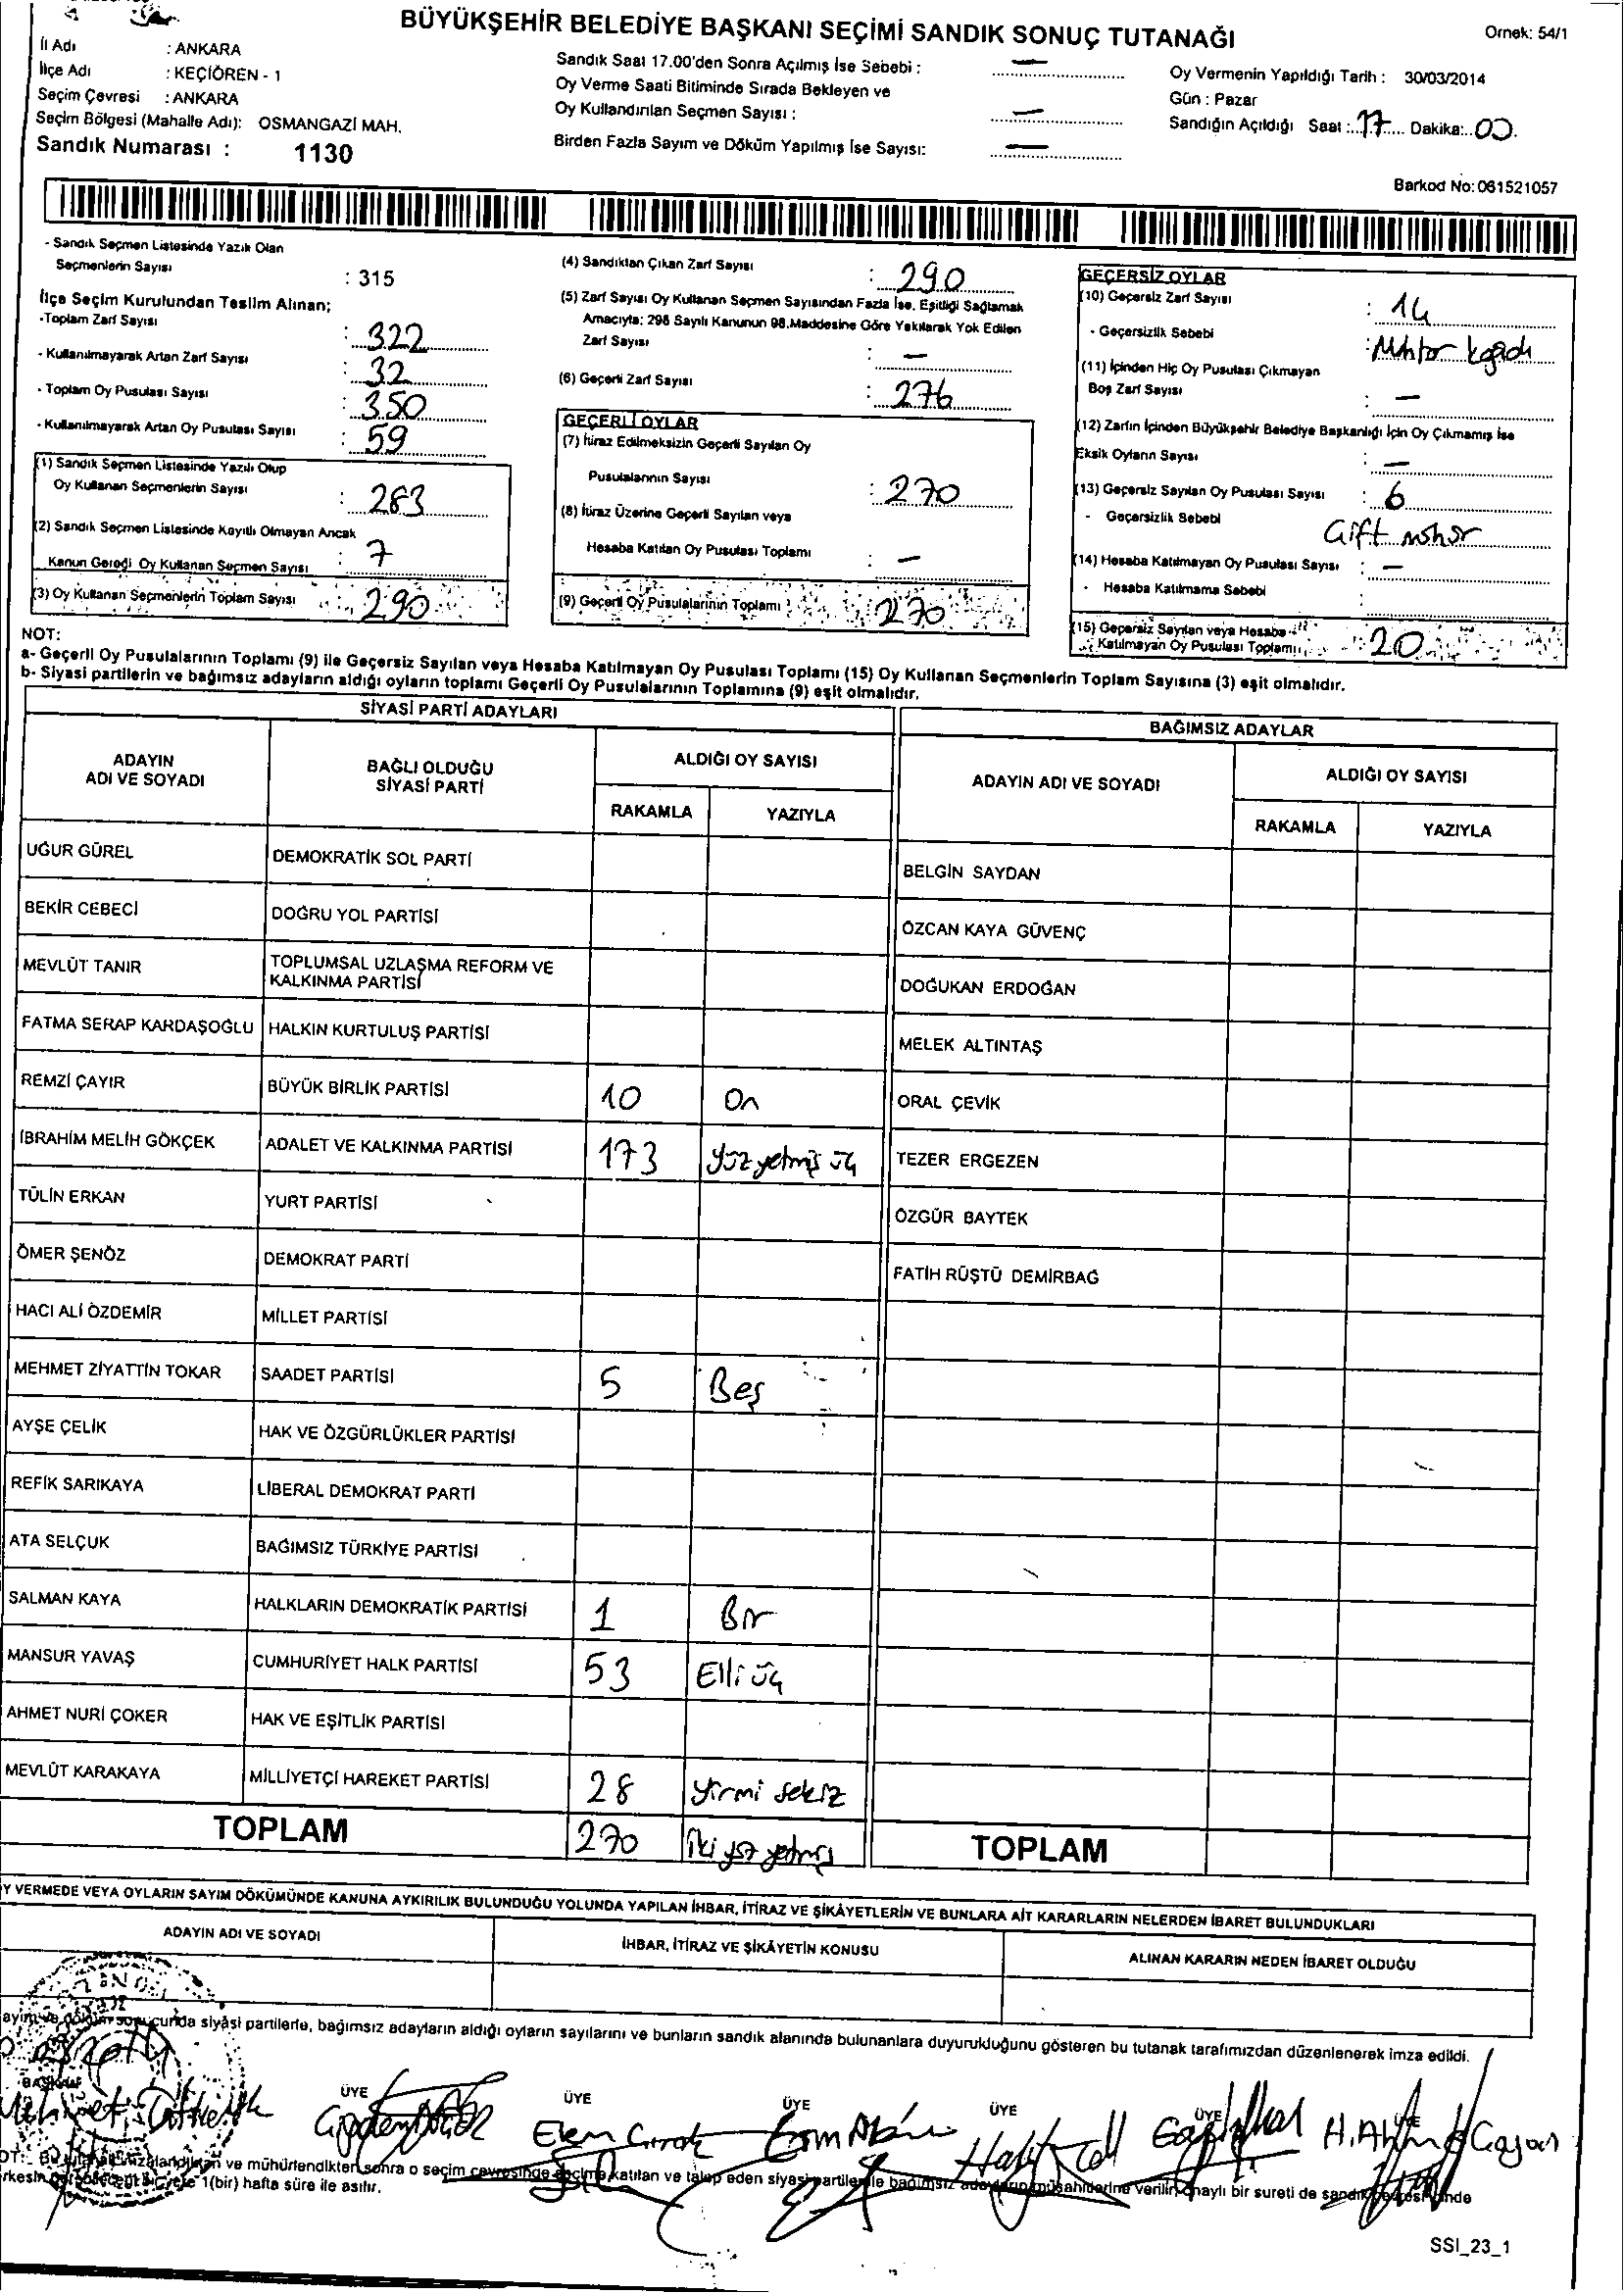 BÜYÜKŞEHİR BELEDİYE BAŞKANI SEÇİMİ SANDIK SONUÇ TUTANAĞI
Ornek: 54/1
İl Adı : ANKARA
İlçe Adı : KEÇİÖREN - 1
Seçim Çevresi : ANKARA
Seçim Bölgesi (Mahalle Adı): OSMANGAZİ MAH.
Sandık Numarası : 1130
Sandık Saat 17.00'den Sonra Açılmış İse Sebebi : —
Oy Verme Saati Bitiminde Sırada Bekleyen ve
Oy Kullandırılan Seçmen Sayısı : —
Birden Fazla Sayım ve Döküm Yapılmış İse Sayısı: —
Oy Vermenin Yapıldığı Tarih : 30/03/2014
Gün : Pazar
Sandığın Açıldığı Saat : 17 Dakika: 00
Barkod No: 061521057
- Sandık Seçmen Listesinde Yazılı Olan
Seçmenlerin Sayısı : 315
İlçe Seçim Kurulundan Teslim Alınan;
-Toplam Zarf Sayısı : 322
- Kullanılmayarak Artan Zarf Sayısı : 32
- Toplam Oy Pusulası Sayısı : 350
- Kullanılmayarak Artan Oy Pusulası Sayısı : 59
(1) Sandık Seçmen Listesinde Yazılı Olup
Oy Kullanan Seçmenlerin Sayısı : 283
(2) Sandık Seçmen Listesinde Kayıtlı Olmayan Ancak
Kanun Gereği Oy Kullanan Seçmen Sayısı : 7
(3) Oy Kullanan Seçmenlerin Toplam Sayısı : 290
(4) Sandıktan Çıkan Zarf Sayısı : 290
(5) Zarf Sayısı Oy Kullanan Seçmen Sayısından Fazla İse, Eşitliği Sağlamak
Amacıyla: 298 Sayılı Kanunun 98.Maddesine Göre Yakılarak Yok Edilen
Zarf Sayısı : —
(6) Geçerli Zarf Sayısı : 276
GEÇERLİ OYLAR
(7) İtiraz Edilmeksizin Geçerli Sayılan Oy
Pusulalarının Sayısı : 270
(8) İtiraz Üzerine Geçerli Sayılan veya
Hesaba Katılan Oy Pusulası Toplamı : —
(9) Geçerli Oy Pusulalarının Toplamı : 270
GEÇERSİZ OYLAR
(10) Geçersiz Zarf Sayısı : 14
- Geçersizlik Sebebi :
(11) İçinden Hiç Oy Pusulası Çıkmayan
Boş Zarf Sayısı : —
(12) Zarfın İçinden Büyükşehir Belediye Başkanlığı İçin Oy Çıkmamış İse
Eksik Oyların Sayısı : —
(13) Geçersiz Sayılan Oy Pusulası Sayısı : 6
- Geçersizlik Sebebi Çift mühür
(14) Hesaba Katılmayan Oy Pusulası Sayısı : —
- Hesaba Katılmama Sebebi :
(15) Geçersiz Sayılan veya Hesaba
Katılmayan Oy Pusulası Toplamı : 20
NOT:
a- Geçerli Oy Pusulalarının Toplamı (9) ile Geçersiz Sayılan veya Hesaba Katılmayan Oy Pusulası Toplamı (15) Oy Kullanan Seçmenlerin Toplam Sayısına (3) eşit olmalıdır.
b- Siyasi partilerin ve bağımsız adayların aldığı oyların toplamı Geçerli Oy Pusulalarının Toplamına (9) eşit olmalıdır.
SİYASİ PARTİ ADAYLARI
ADAYIN ADI VE SOYADI BAĞLI OLDUĞU SİYASİ PARTİ ALDIĞI OY SAYISI
RAKAMLA YAZIYLA
UĞUR GÜREL DEMOKRATİK SOL PARTİ
BEKİR CEBECİ DOĞRU YOL PARTİSİ
MEVLÜT TANIR TOPLUMSAL UZLAŞMA REFORM VE KALKINMA PARTİSİ
FATMA SERAP KARDAŞOĞLU HALKIN KURTULUŞ PARTİSİ
REMZİ ÇAYIR BÜYÜK BİRLİK PARTİSİ 10 On
İBRAHİM MELİH GÖKÇEK ADALET VE KALKINMA PARTİSİ 173 Yüz yetmiş üç
TÜLİN ERKAN YURT PARTİSİ
ÖMER ŞENÖZ DEMOKRAT PARTİ
HACI ALİ ÖZDEMİR MİLLET PARTİSİ
MEHMET ZİYATTİN TOKAR SAADET PARTİSİ 5 Beş
AYŞE ÇELİK HAK VE ÖZGÜRLÜKLER PARTİSİ
REFİK SARIKAYA LİBERAL DEMOKRAT PARTİ
ATA SELÇUK BAĞIMSIZ TÜRKİYE PARTİSİ
SALMAN KAYA HALKLARIN DEMOKRATİK PARTİSİ 1 Bir
MANSUR YAVAŞ CUMHURİYET HALK PARTİSİ 53 Elli üç
AHMET NURİ ÇOKER HAK VE EŞİTLİK PARTİSİ
MEVLÜT KARAKAYA MİLLİYETÇİ HAREKET PARTİSİ 28 Yirmi sekiz
TOPLAM 270 İki yüz yetmiş
BAĞIMSIZ ADAYLAR
ADAYIN ADI VE SOYADI ALDIĞI OY SAYISI
RAKAMLA YAZIYLA
BELGİN SAYDAN
ÖZCAN KAYA GÜVENÇ
DOĞUKAN ERDOĞAN
MELEK ALTINTAŞ
ORAL ÇEVİK
TEZER ERGEZEN
ÖZGÜR BAYTEK
FATİH RÜŞTÜ DEMİRBAĞ
TOPLAM
Y VERMEDE VEYA OYLARIN SAYIM DÖKÜMÜNDE KANUNA AYKIRILIK BULUNDUĞU YOLUNDA YAPILAN İHBAR, İTİRAZ VE ŞİKÂYETLERİN VE BUNLARA AİT KARARLARIN NELERDEN İBARET BULUNDUKLARI
ADAYIN ADI VE SOYADI İHBAR, İTİRAZ VE ŞİKÂYETİN KONUSU ALINAN KARARIN NEDEN İBARET OLDUĞU
ayım ve döküm sonucunda siyasi partilerle, bağımsız adayların aldığı oyların sayılarını ve bunların sandık alanında bulunanlara duyurulduğunu gösteren bu tutanak tarafımızdan düzenlenerek imza edildi.
BAŞKAN ÜYE ÜYE ÜYE ÜYE ÜYE
OT: Bu tutanak imzalandıktan ve mühürlendikten sonra o seçim çevresinde seçime katılan ve talep eden siyasi partiler ile bağımsız adayların müşahitlerine verilir, onaylı bir sureti de sandık çevresi içinde
1(bir) hafta süre ile asılır.
SSI_23_1